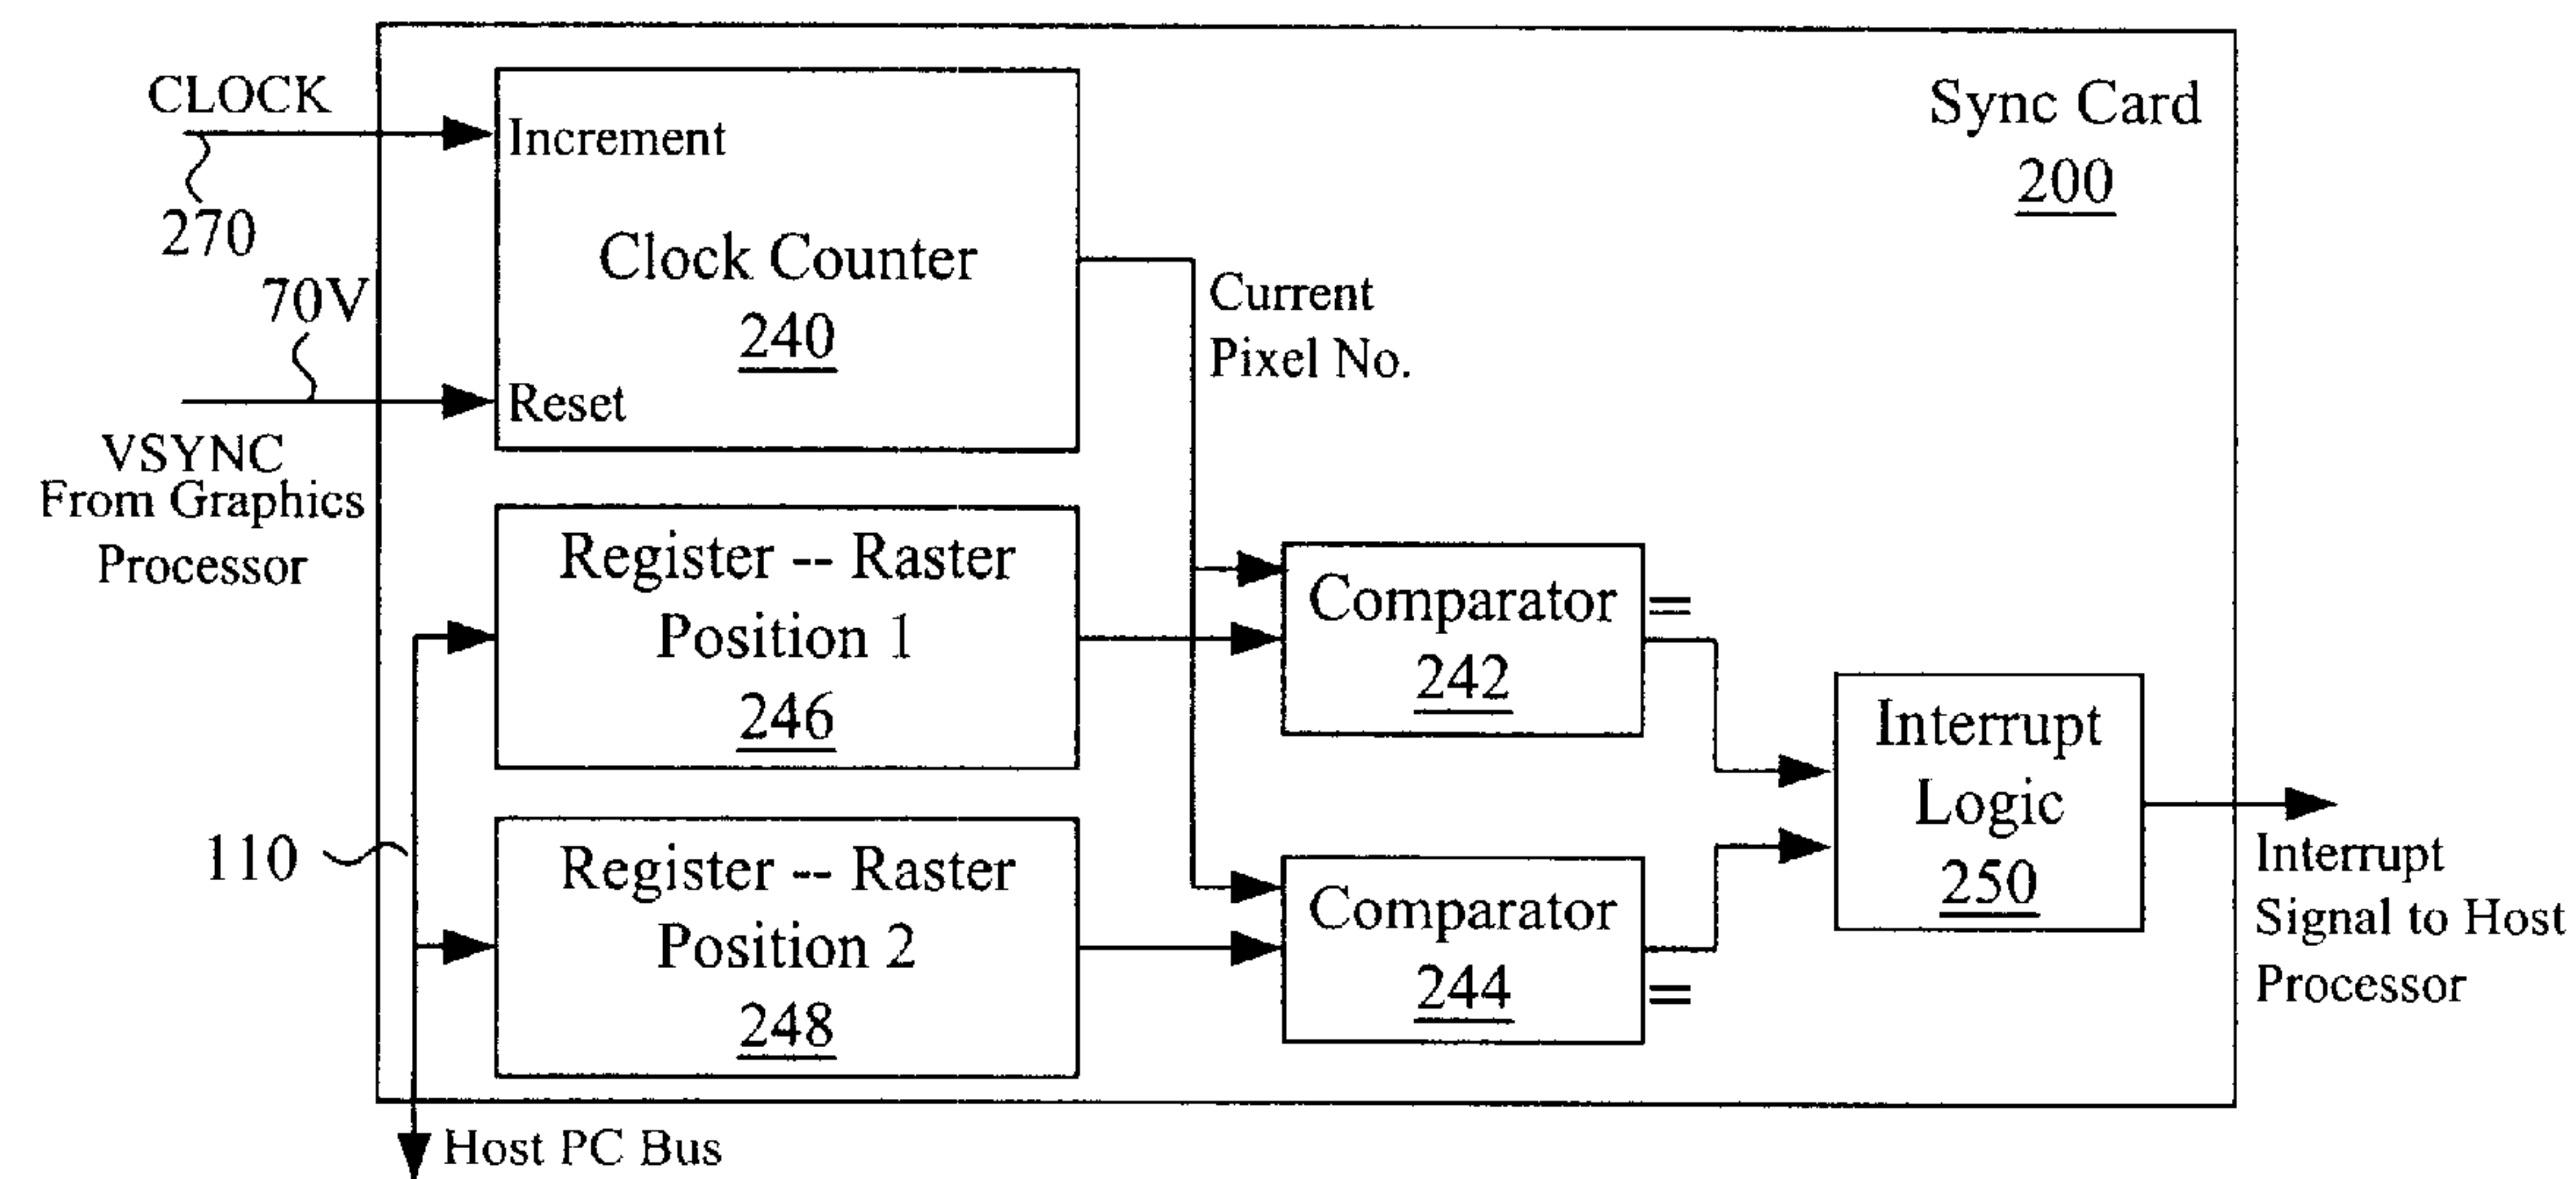 CLOCK
270
70V
VSYNC
From Graphics
Processor
Increment
Clock Counter
240
Reset
Current
Pixel No.
Sync Card
200
Register -- Raster
Position 1
246
Comparator =
242
Interrupt
Logic
250
110
Register -- Raster
Position 2
248
Comparator
244 =
Interrupt
Signal to Host
Processor
Host PC Bus